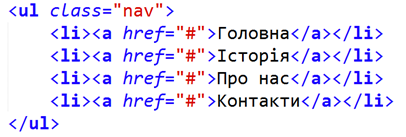 <ul class="nav">
    <li><a href="#">Головна</a></li>
    <li><a href="#">Історія</a></li>
    <li><a href="#">Про нас</a></li>
    <li><a href="#">Контакти</a></li>
</ul>